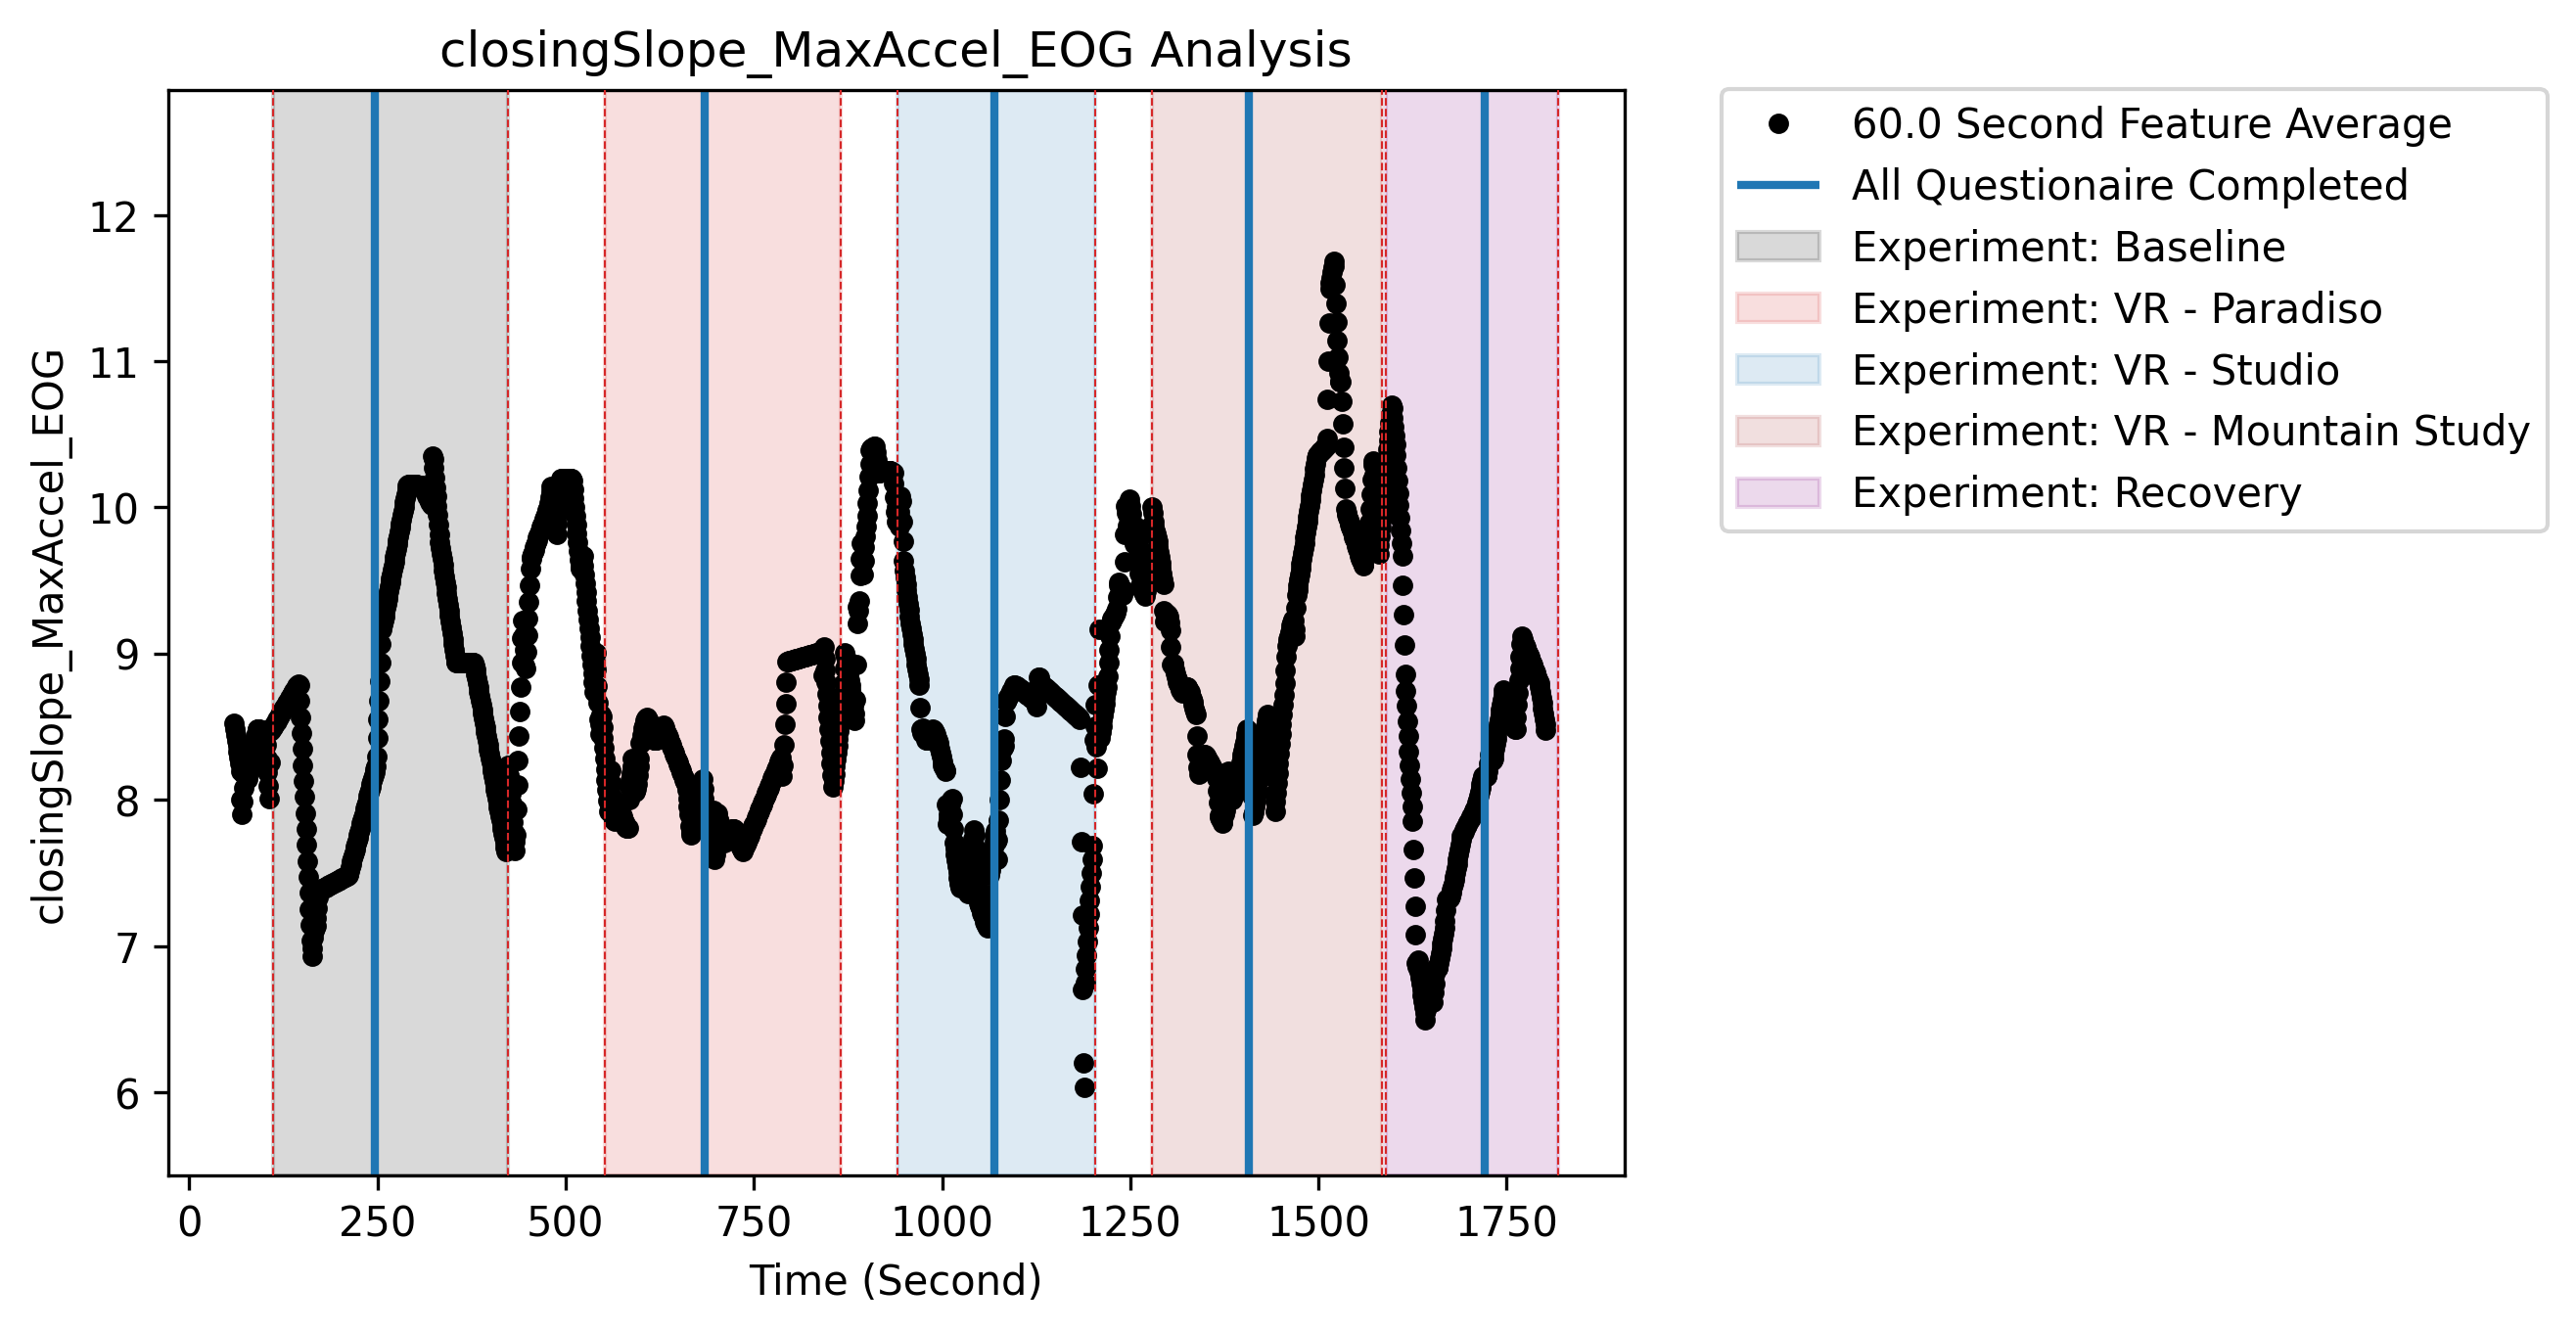 closingSlope_MaxAccel_EOG Analysis
closingSlope_MaxAccel_EOG
12
11
10
9
8
7
6
0 250 500 750 1000 1250 1500 1750
Time (Second)
60.0 Second Feature Average
All Questionaire Completed
Experiment: Baseline
Experiment: VR - Paradiso
Experiment: VR - Studio
Experiment: VR - Mountain Study
Experiment: Recovery